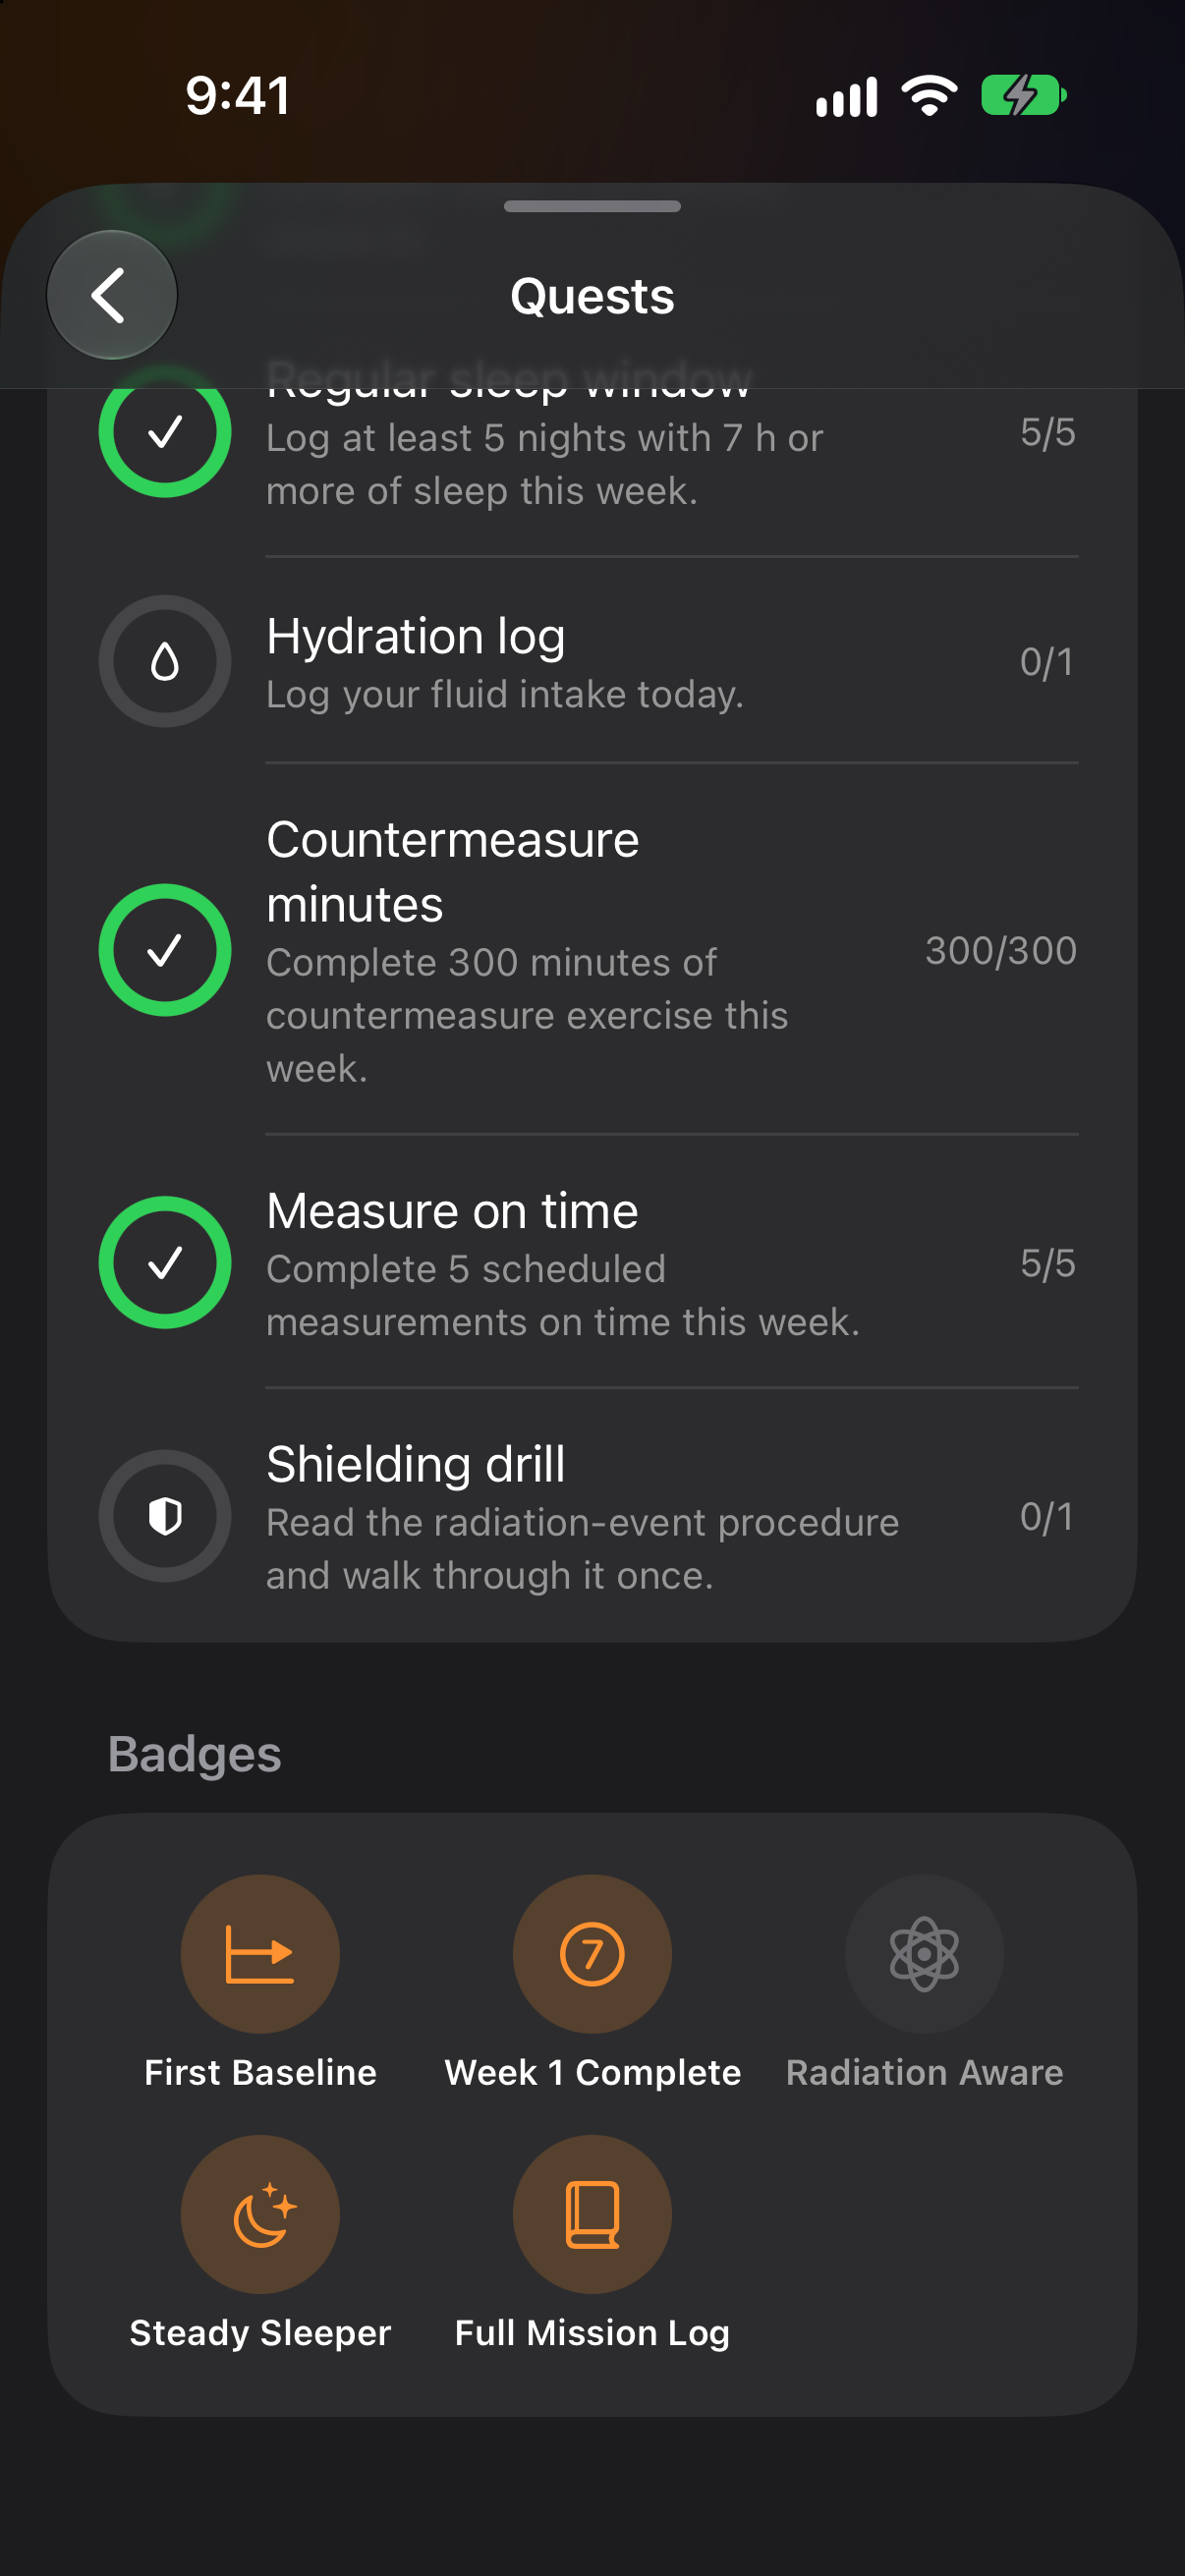 9:41
Quests
Regular sleep window
Log at least 5 nights with 7 h or
more of sleep this week.
5/5
Hydration log
Log your fluid intake today.
0/1
Countermeasure
minutes
Complete 300 minutes of
countermeasure exercise this
week.
300/300
Measure on time
Complete 5 scheduled
measurements on time this week.
5/5
Shielding drill
Read the radiation-event procedure
and walk through it once.
0/1
Badges
7
First Baseline
Week 1 Complete
Radiation Aware
Steady Sleeper
Full Mission Log